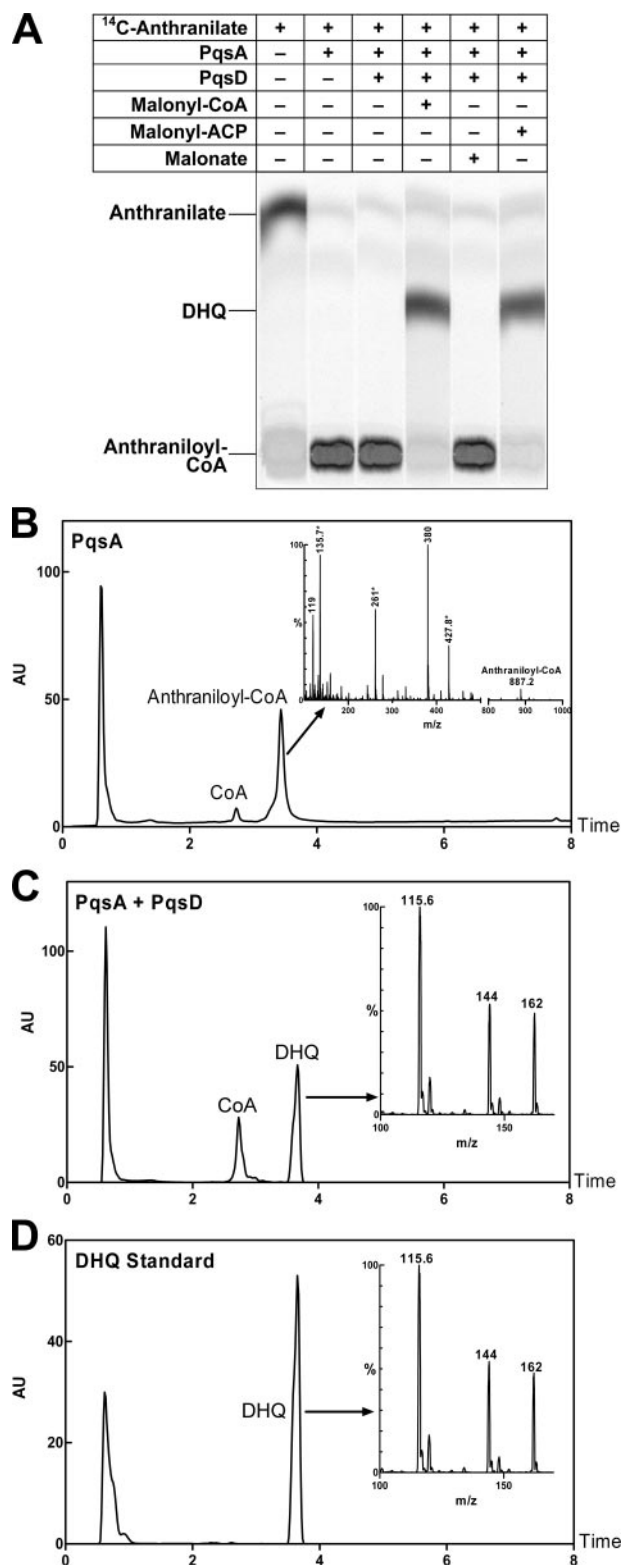 A
¹⁴C-Anthranilate + + + + + +
PqsA – + + + + +
PqsD – – + + + +
Malonyl-CoA – – – + – –
Malonyl-ACP – – – – – +
Malonate – – – – + –
Anthranilate
DHQ
Anthraniloyl-
CoA
B
PqsA
100
50
0
AU
0 2 4 6 8
Time
CoA
Anthraniloyl-CoA
100
%
0
119
135.7*
261*
380
427.8*
Anthraniloyl-CoA
887.2
200 300 400 500 800 900 1000
m/z
C
PqsA + PqsD
100
50
0
AU
0 2 4 6 8
Time
CoA
DHQ
100
%
0
115.6
144
162
100 150
m/z
D
DHQ Standard
60
40
20
0
AU
0 2 4 6 8
Time
DHQ
100
%
0
115.6
144
162
100 150
m/z